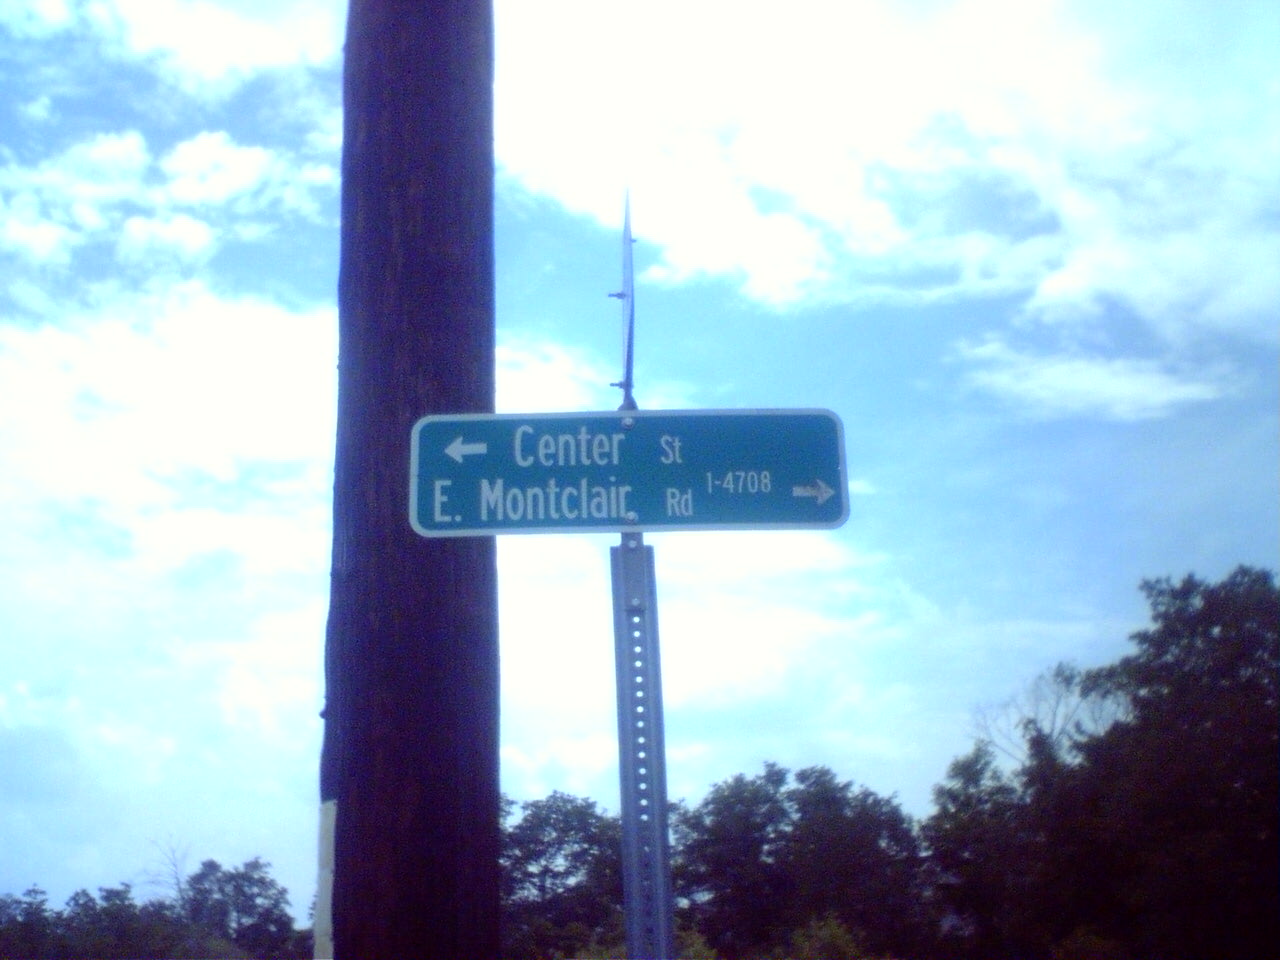 ← Center St
E. Montclair Rd 1-4708 →